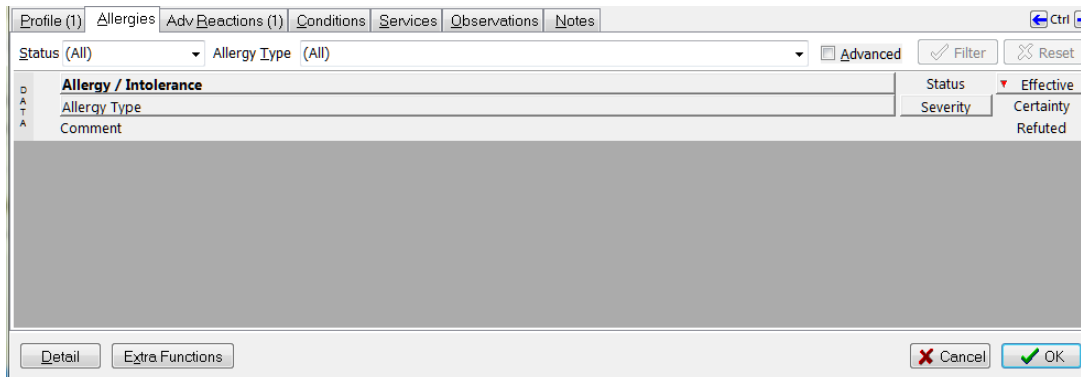 Profile (1) Allergies Adv Reactions (1) Conditions Services Observations Notes Ctrl
Status (All) Allergy Type (All) Advanced Filter Reset
DATA
Allergy / Intolerance Status Effective
Allergy Type Severity Certainty
Comment Refuted
Detail Extra Functions Cancel OK